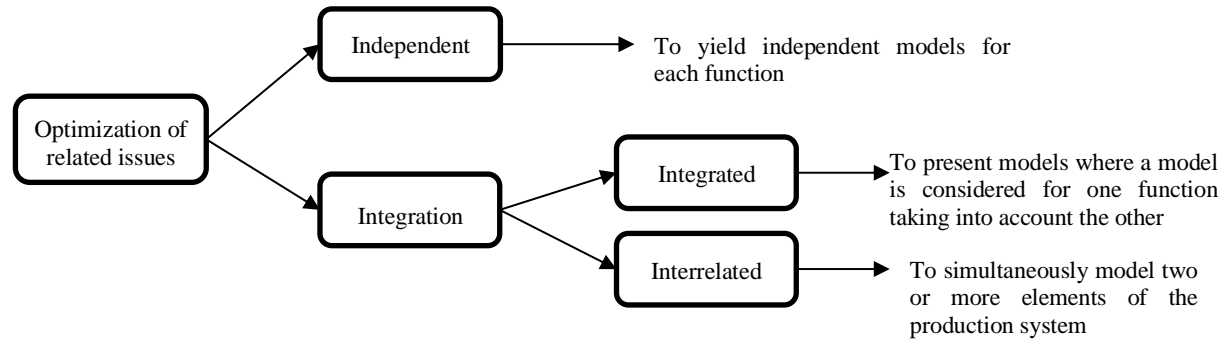 Independent
To yield independent models for
each function
Optimization of
related issues
Integrated
To present models where a model
is considered for one function
taking into account the other
Integration
Interrelated
To simultaneously model two
or more elements of the
production system